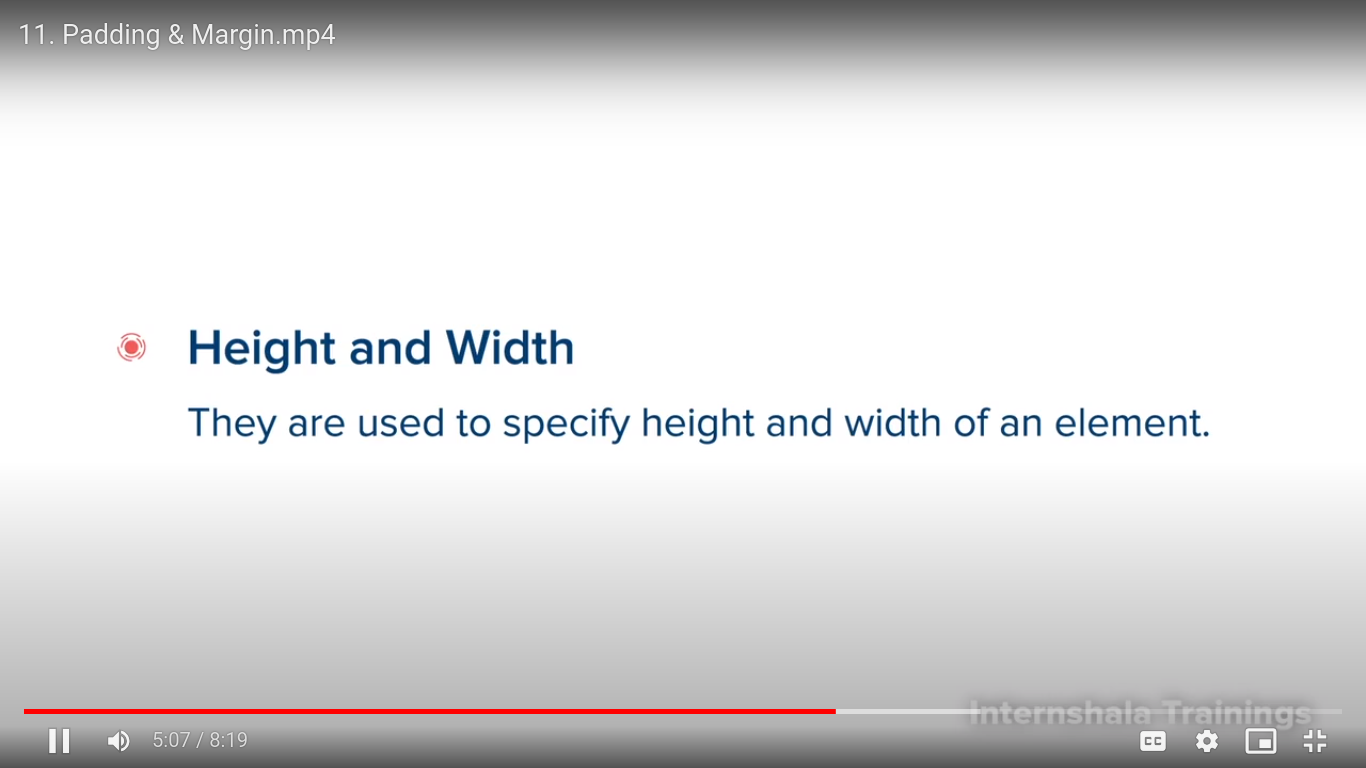 11. Padding & Margin.mp4
Height and Width
They are used to specify height and width of an element.
Internshala Trainings
5:07 / 8:19
CC